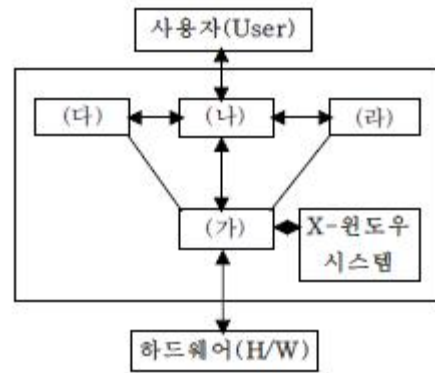 사용자(User)
(다)
(나)
(라)
(가)
X-윈도우
시스템
하드웨어(H/W)